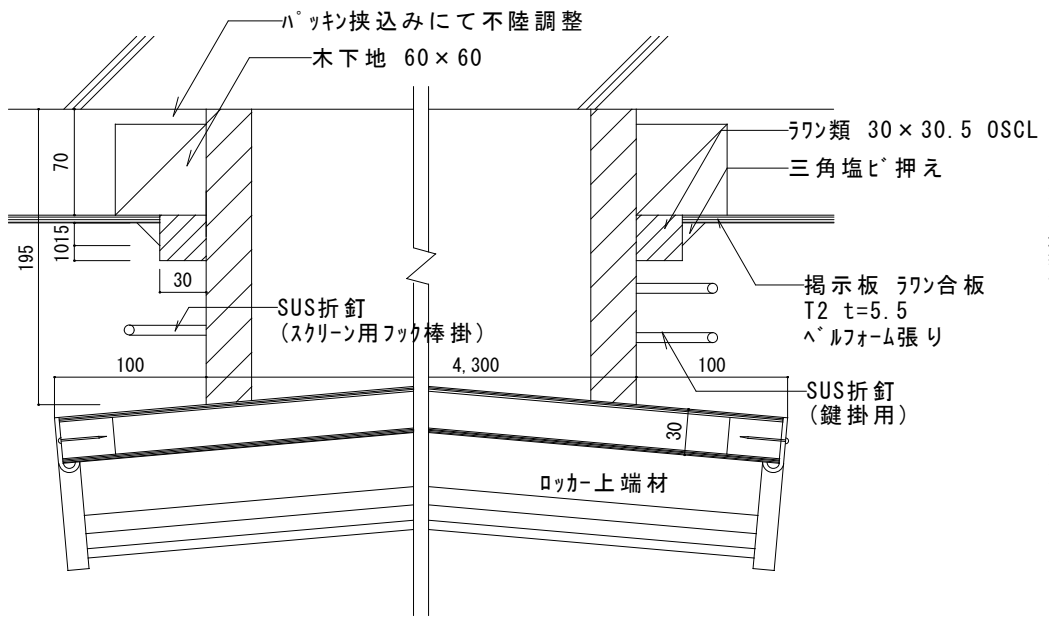 ﾊﾟｯｷﾝ挟込みにて不陸調整
木下地 60×60
ﾗﾜﾝ類 30×30.5 OSCL
三角塩ﾋﾞ押え
70
195
1015
30
SUS折釘
(ｽｸﾘｰﾝ用ﾌｯｸ棒掛)
掲示板 ﾗﾜﾝ合板
T2 t=5.5
ﾍﾞﾙﾌｫｰﾑ張り
100
4,300
100
SUS折釘
(鍵掛用)
30
ﾛｯｶｰ上端材